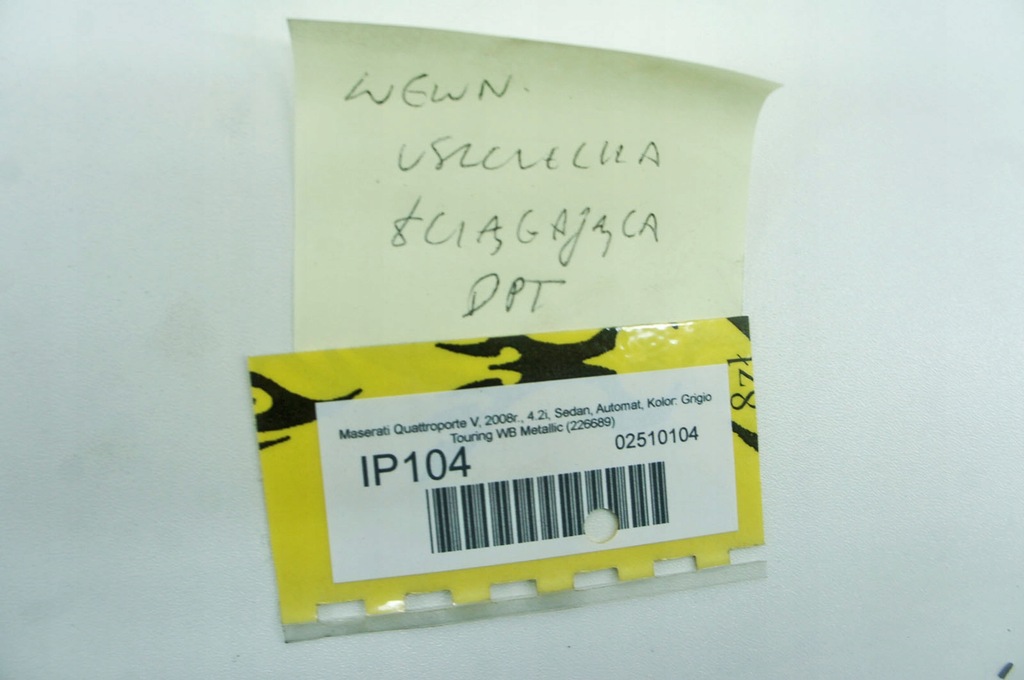 WEWN.
USZCZELKA
ŚCIĄGAJĄCA
DPT
Maserati Quattroporte V, 2008r., 4.2i, Sedan, Automat, Kolor: Grigio
Touring WB Metallic (226689)
IP104
02510104